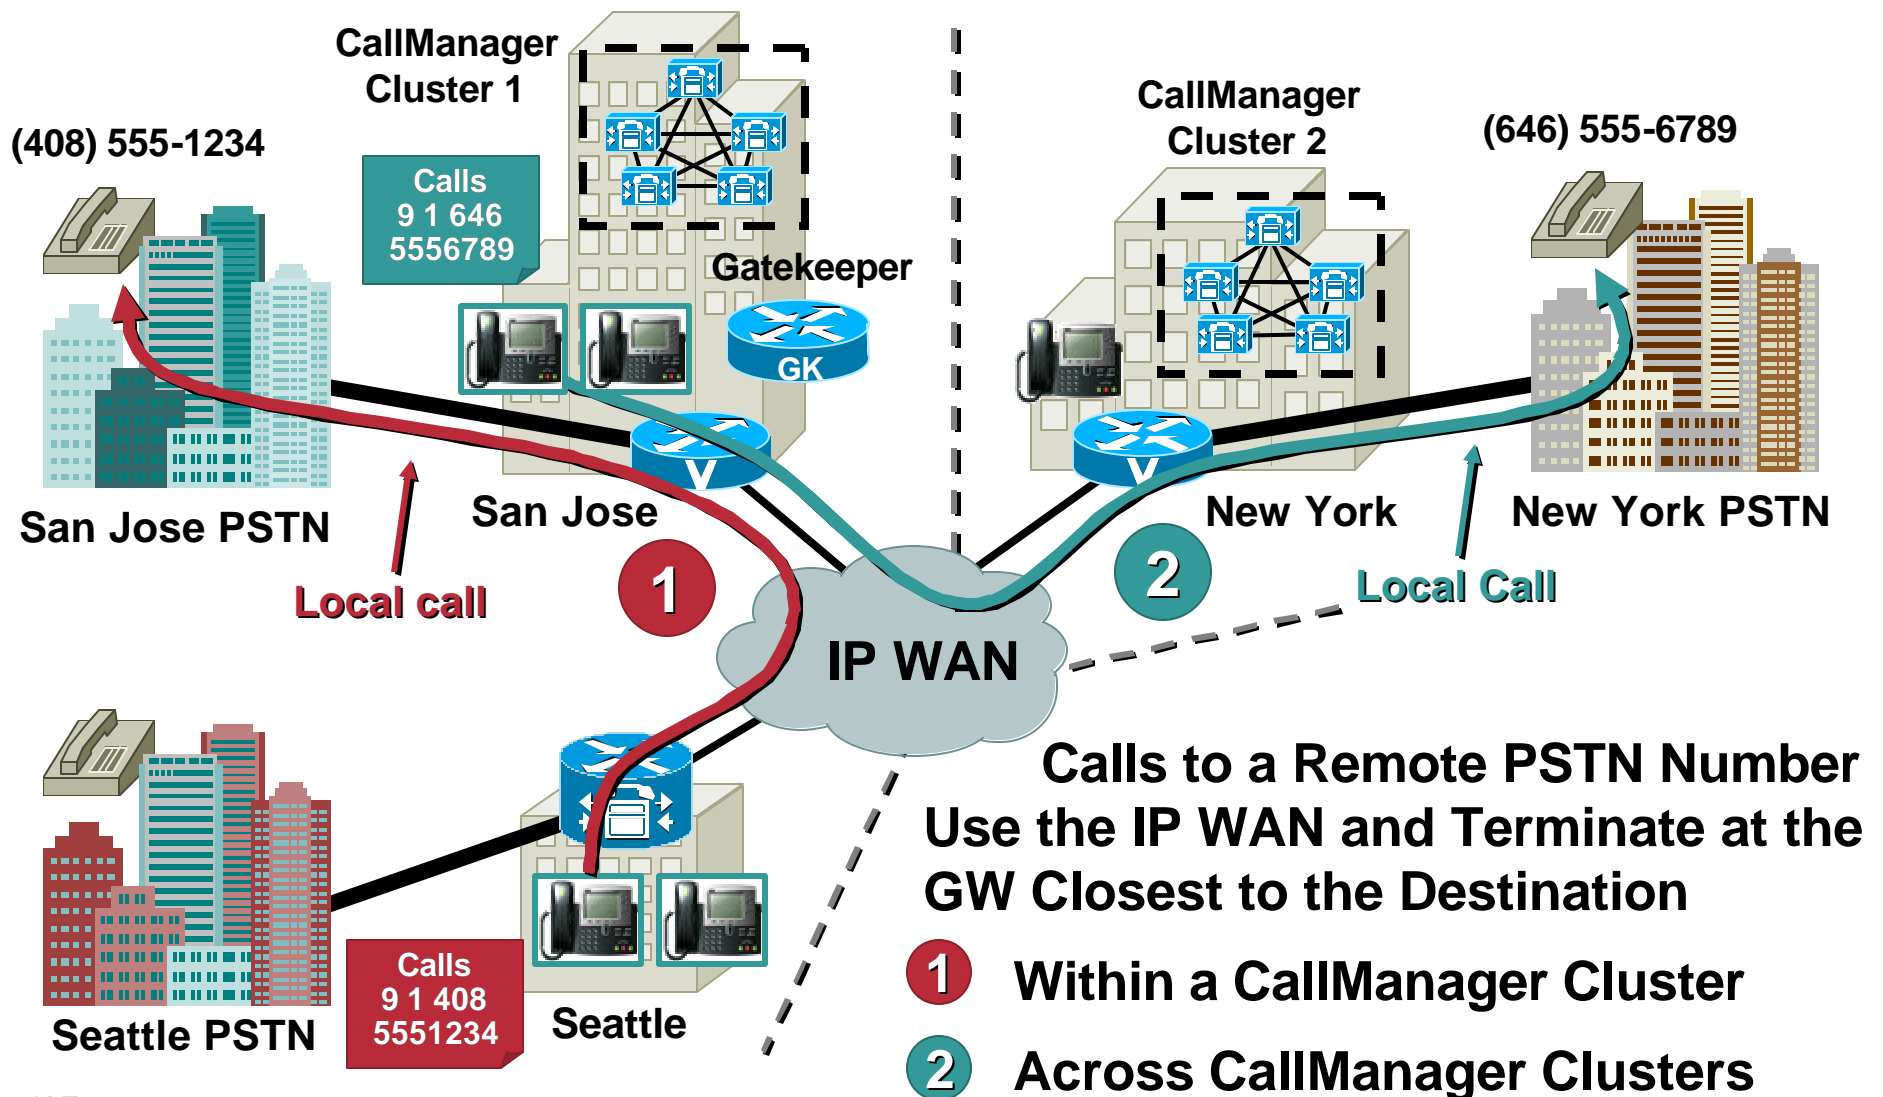 CallManager
Cluster 1
(408) 555-1234
Calls
9 1 646
5556789
Gatekeeper
GK
V
San Jose PSTN
San Jose
Local call
1
CallManager
Cluster 2
(646) 555-6789
V
New York
New York PSTN
2
Local Call
IP WAN
Calls
9 1 408
5551234
Seattle PSTN
Seattle
Calls to a Remote PSTN Number
Use the IP WAN and Terminate at the
GW Closest to the Destination
1 Within a CallManager Cluster
2 Across CallManager Clusters